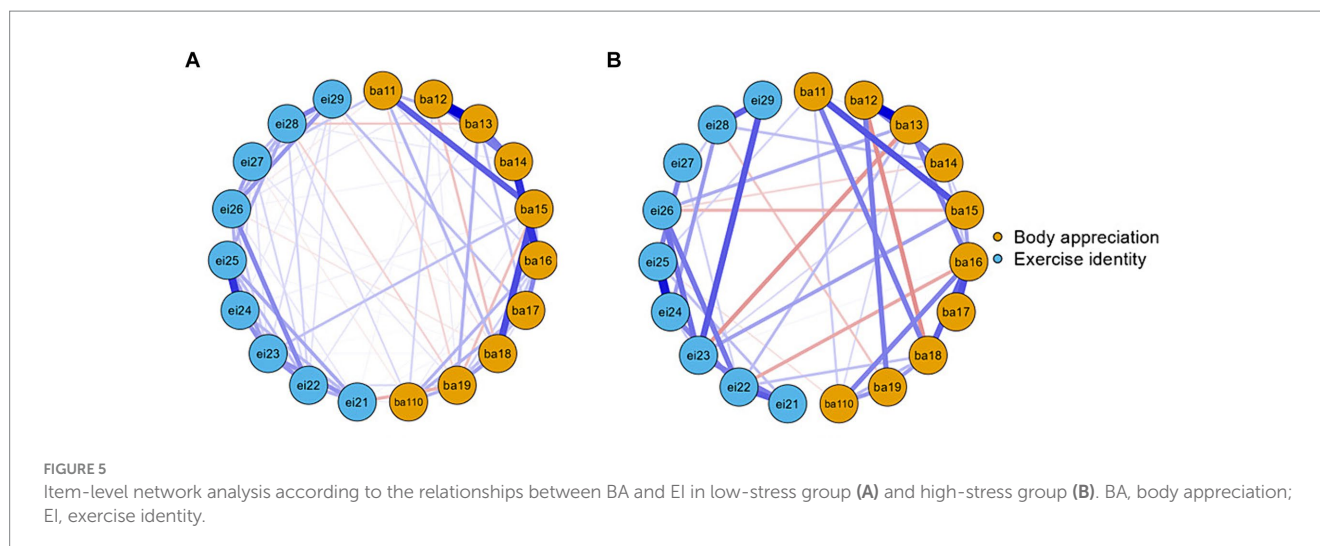 A
B
ei29
ba11
ba12
ei28
ba13
ei27
ba14
ei26
ba15
ei25
ba16
ei24
ba17
ei23
ba18
ei22
ba19
ei21
ba110
ei29
ba11
ba12
ei28
ba13
ei27
ba14
ei26
ba15
ei25
ba16
ei24
ba17
ei23
ba18
ei22
ba19
ei21
ba110
Body appreciation
Exercise identity
FIGURE 5
Item-level network analysis according to the relationships between BA and EI in low-stress group (A) and high-stress group (B). BA, body appreciation;
EI, exercise identity.